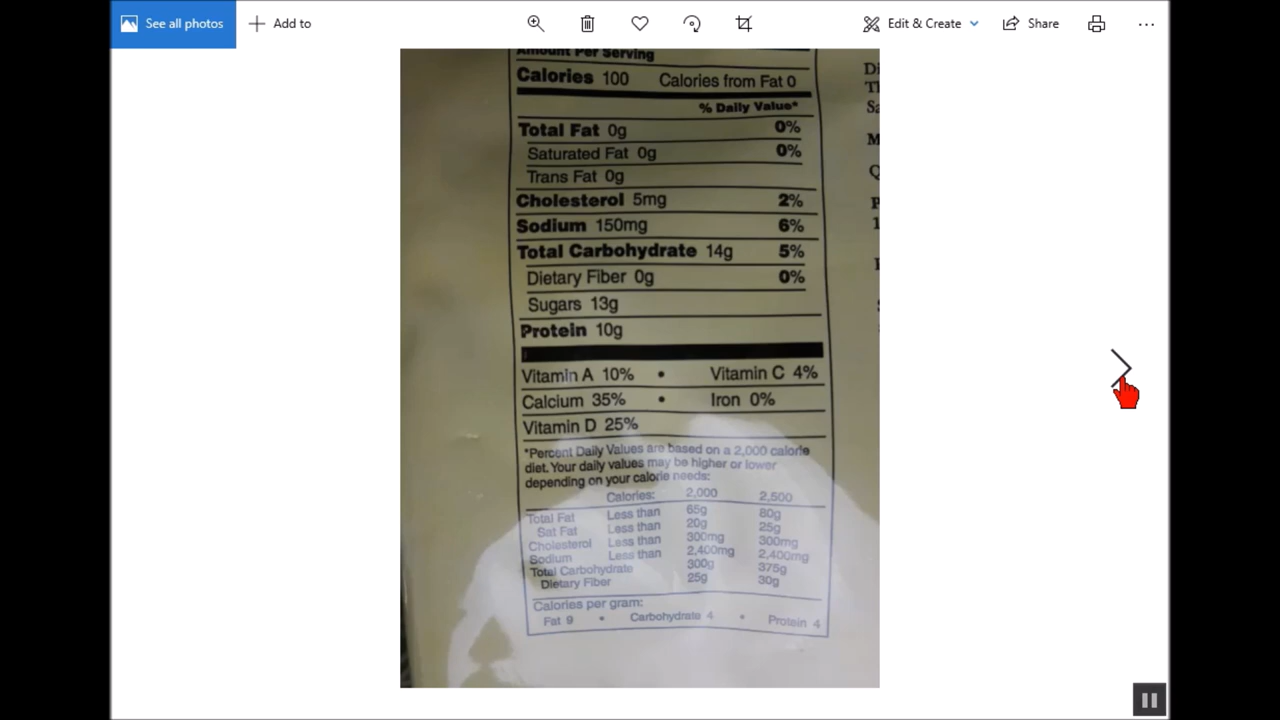 See all photos
Add to
Edit & Create
Share
Amount Per Serving
Calories 100 Calories from Fat 0
% Daily Value*
Total Fat 0g 0%
Saturated Fat 0g 0%
Trans Fat 0g
Cholesterol 5mg 2%
Sodium 150mg 6%
Total Carbohydrate 14g 5%
Dietary Fiber 0g 0%
Sugars 13g
Protein 10g
Vitamin A 10% • Vitamin C 4%
Calcium 35% • Iron 0%
Vitamin D 25%
*Percent Daily Values are based on a 2,000 calorie
diet. Your daily values may be higher or lower
depending on your calorie needs:
Calories: 2,000 2,500
Total Fat Less than 65g 80g
Sat Fat Less than 20g 25g
Cholesterol Less than 300mg 300mg
Sodium Less than 2,400mg 2,400mg
Total Carbohydrate 300g 375g
Dietary Fiber 25g 30g
Calories per gram:
Fat 9 • Carbohydrate 4 • Protein 4